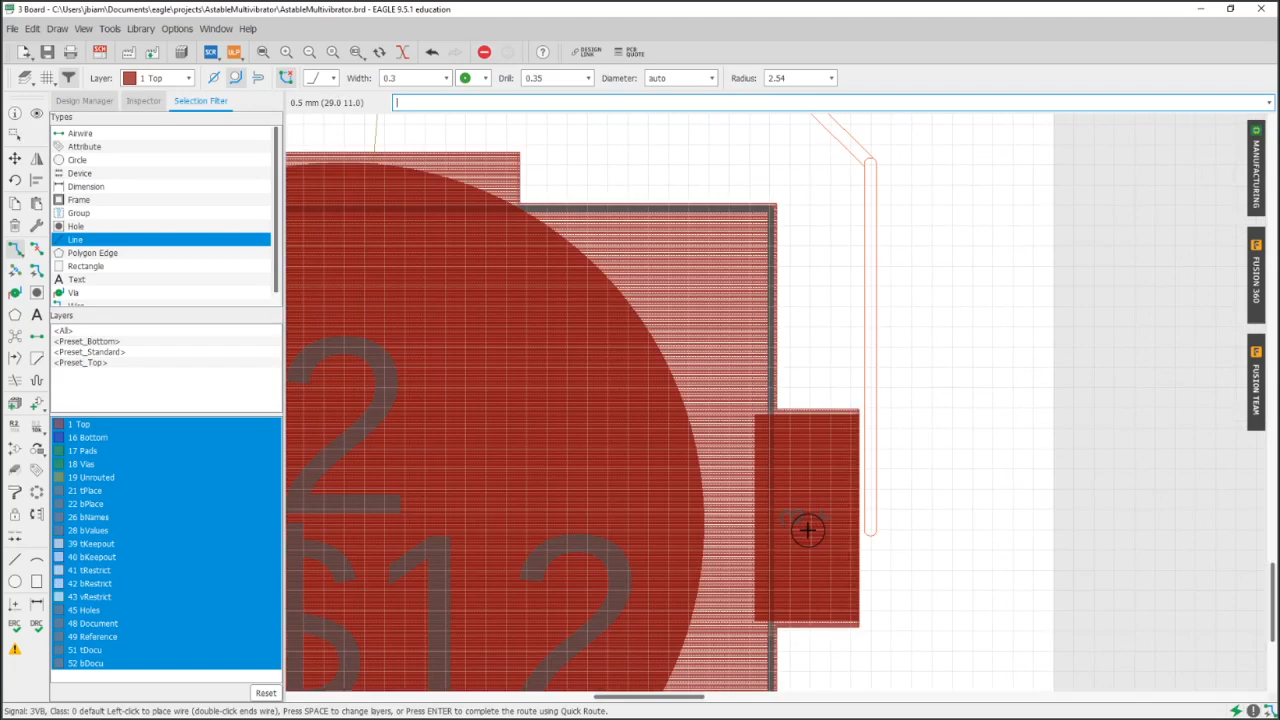 3 Board - C:\Users\jbiam\Documents\eagle\projects\AstableMultivibrator\AstableMultivibrator.brd - EAGLE 9.5.1 education
File Edit Draw View Tools Library Options Window Help
SCR ULP DESIGN LINK PCB QUOTE
Layer: 1 Top Width: 0.3 Drill: 0.35 Diameter: auto Radius: 2.54
Design Manager Inspector Selection Filter 0.5 mm (29.0 11.0)
Types
Airwire
Attribute
Circle
Device
Dimension
Frame
Group
Hole
Line
Polygon Edge
Rectangle
Text
Via
Layers
<All>
<Preset_Bottom>
<Preset_Standard>
<Preset_Top>
1 Top
16 Bottom
17 Pads
18 Vias
19 Unrouted
21 tPlace
22 bPlace
26 bNames
28 bValues
39 tKeepout
40 bKeepout
41 tRestrict
42 bRestrict
43 vRestrict
45 Holes
48 Document
49 Reference
51 tDocu
52 bDocu
Reset
2
612
MANUFACTURING
FUSION 360
FUSION TEAM
Signal: 3VB, Class: 0 default Left-click to place wire (double-click ends wire), Press SPACE to change layers, or Press ENTER to complete the route using Quick Route.